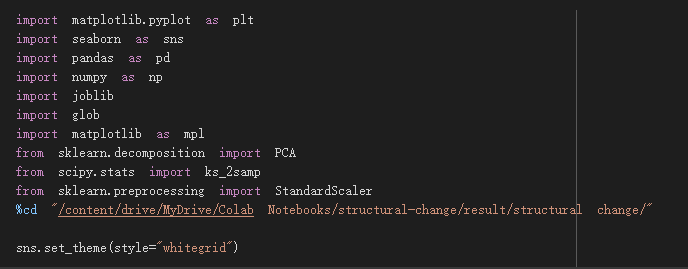 import matplotlib.pyplot as plt
import seaborn as sns
import pandas as pd
import numpy as np
import joblib
import glob
import matplotlib as mpl
from sklearn.decomposition import PCA
from scipy.stats import ks_2samp
from sklearn.preprocessing import StandardScaler
%cd "/content/drive/MyDrive/Colab Notebooks/structural-change/result/structural change/"
sns.set_theme(style="whitegrid")